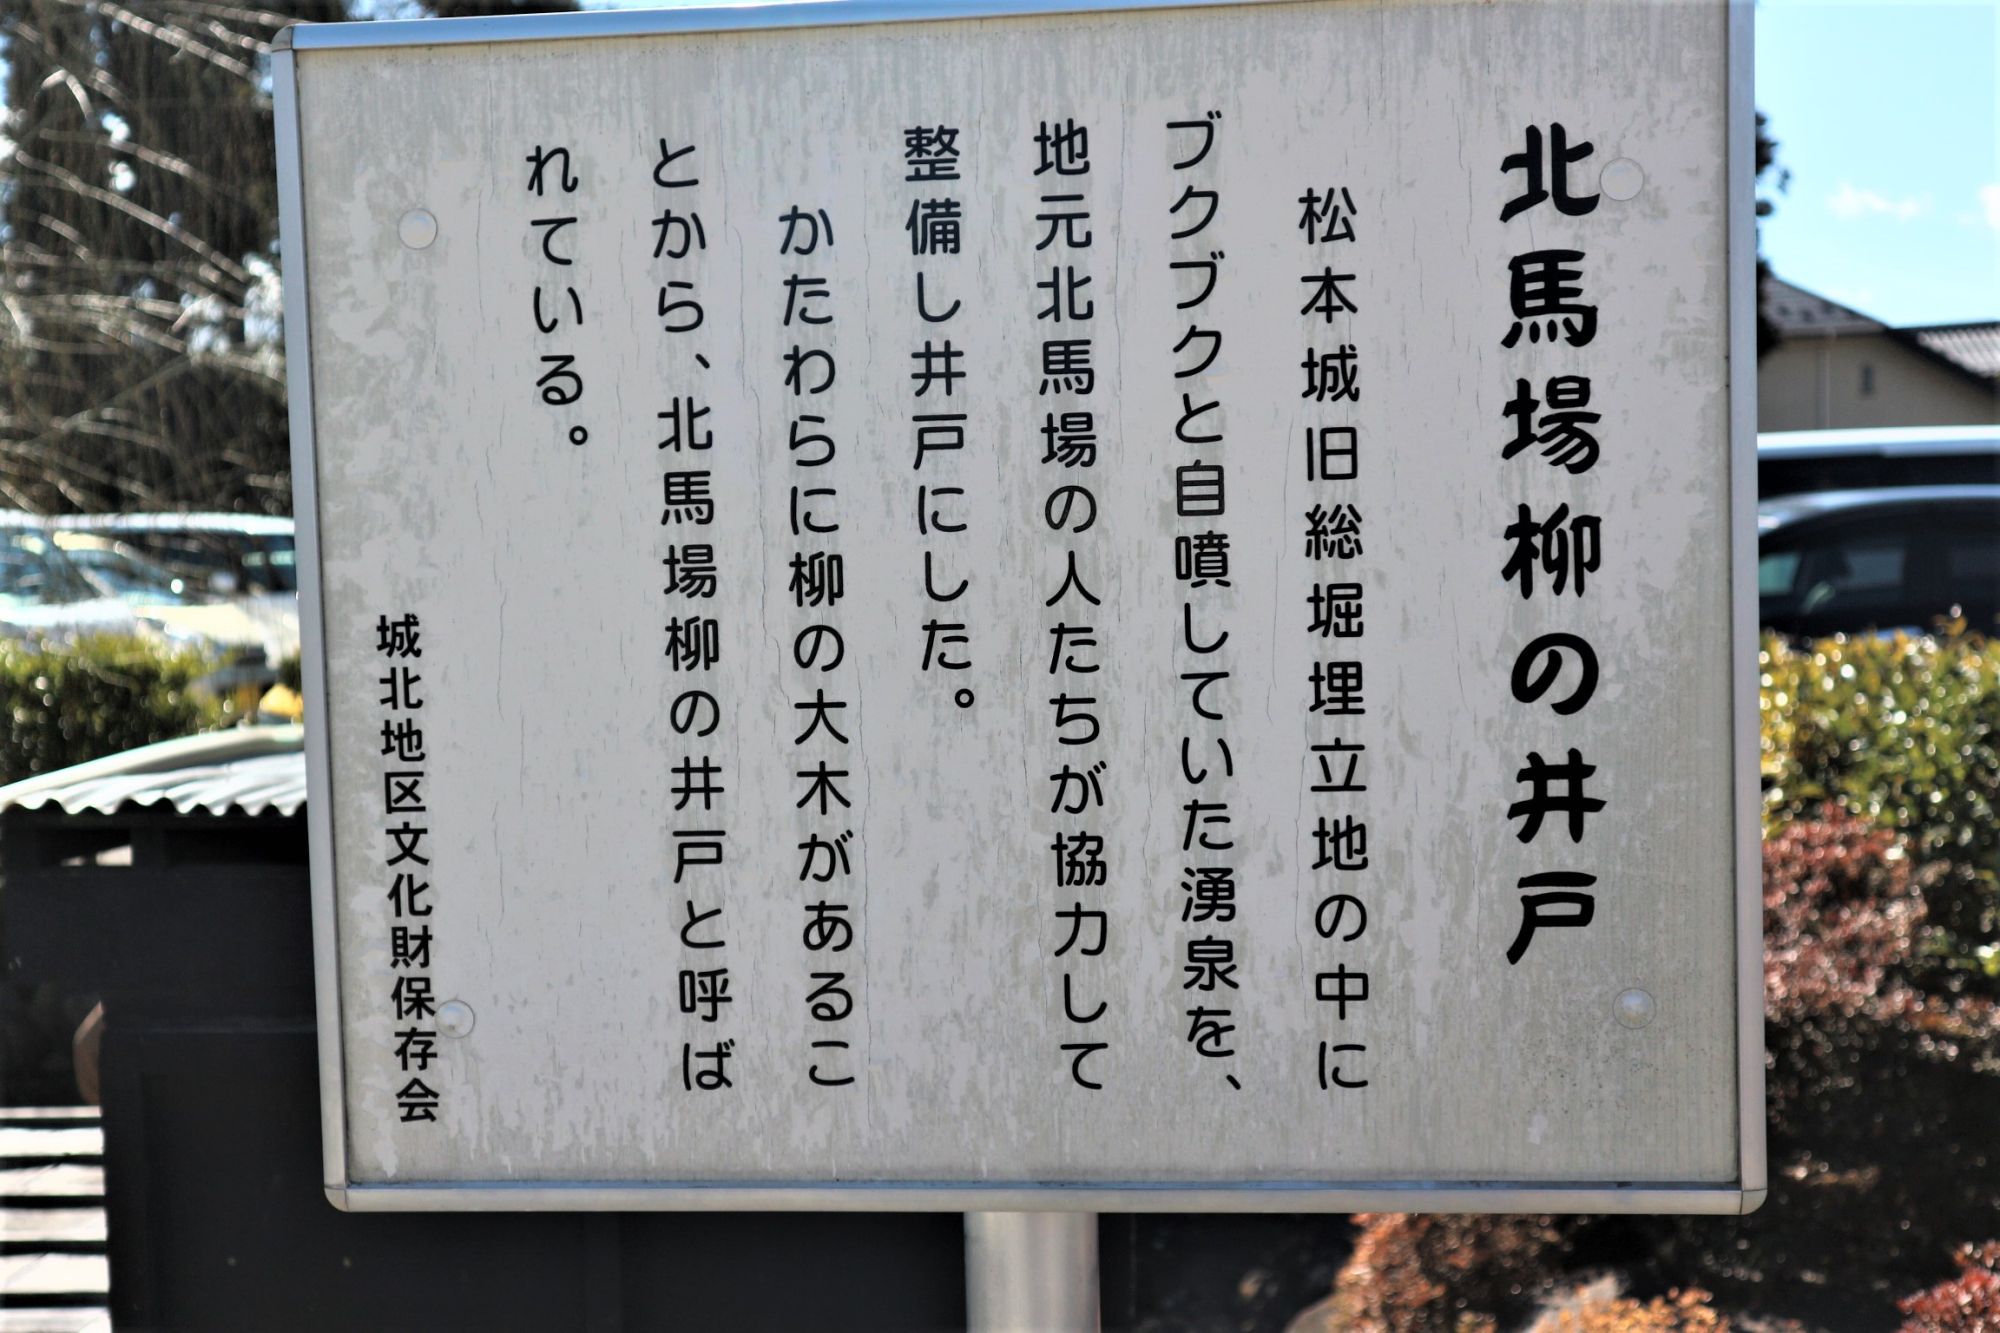 北馬場柳の井戸
松本城旧総堀埋立地の中に
ブクブクと自噴していた湧泉を、
地元北馬場の人たちが協力して
整備し井戸にした。
かたわらに柳の大木があるこ
とから、北馬場柳の井戸と呼ば
れている。
城北地区文化財保存会